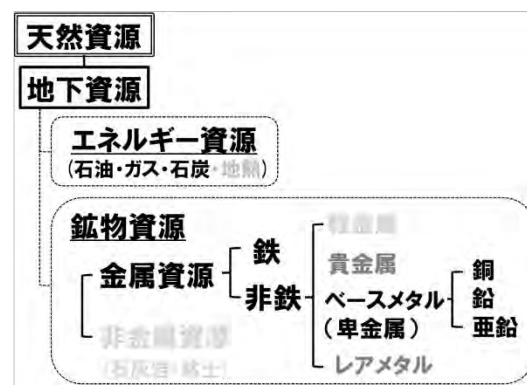 天然資源
地下資源
エネルギー資源
(石油・ガス・石炭・地熱)
鉱物資源
金属資源
鉄
非鉄
軽金属
貴金属
ベースメタル
(卑金属)
レアメタル
銅
鉛
亜鉛
非金属資源
(石灰岩・粘土)